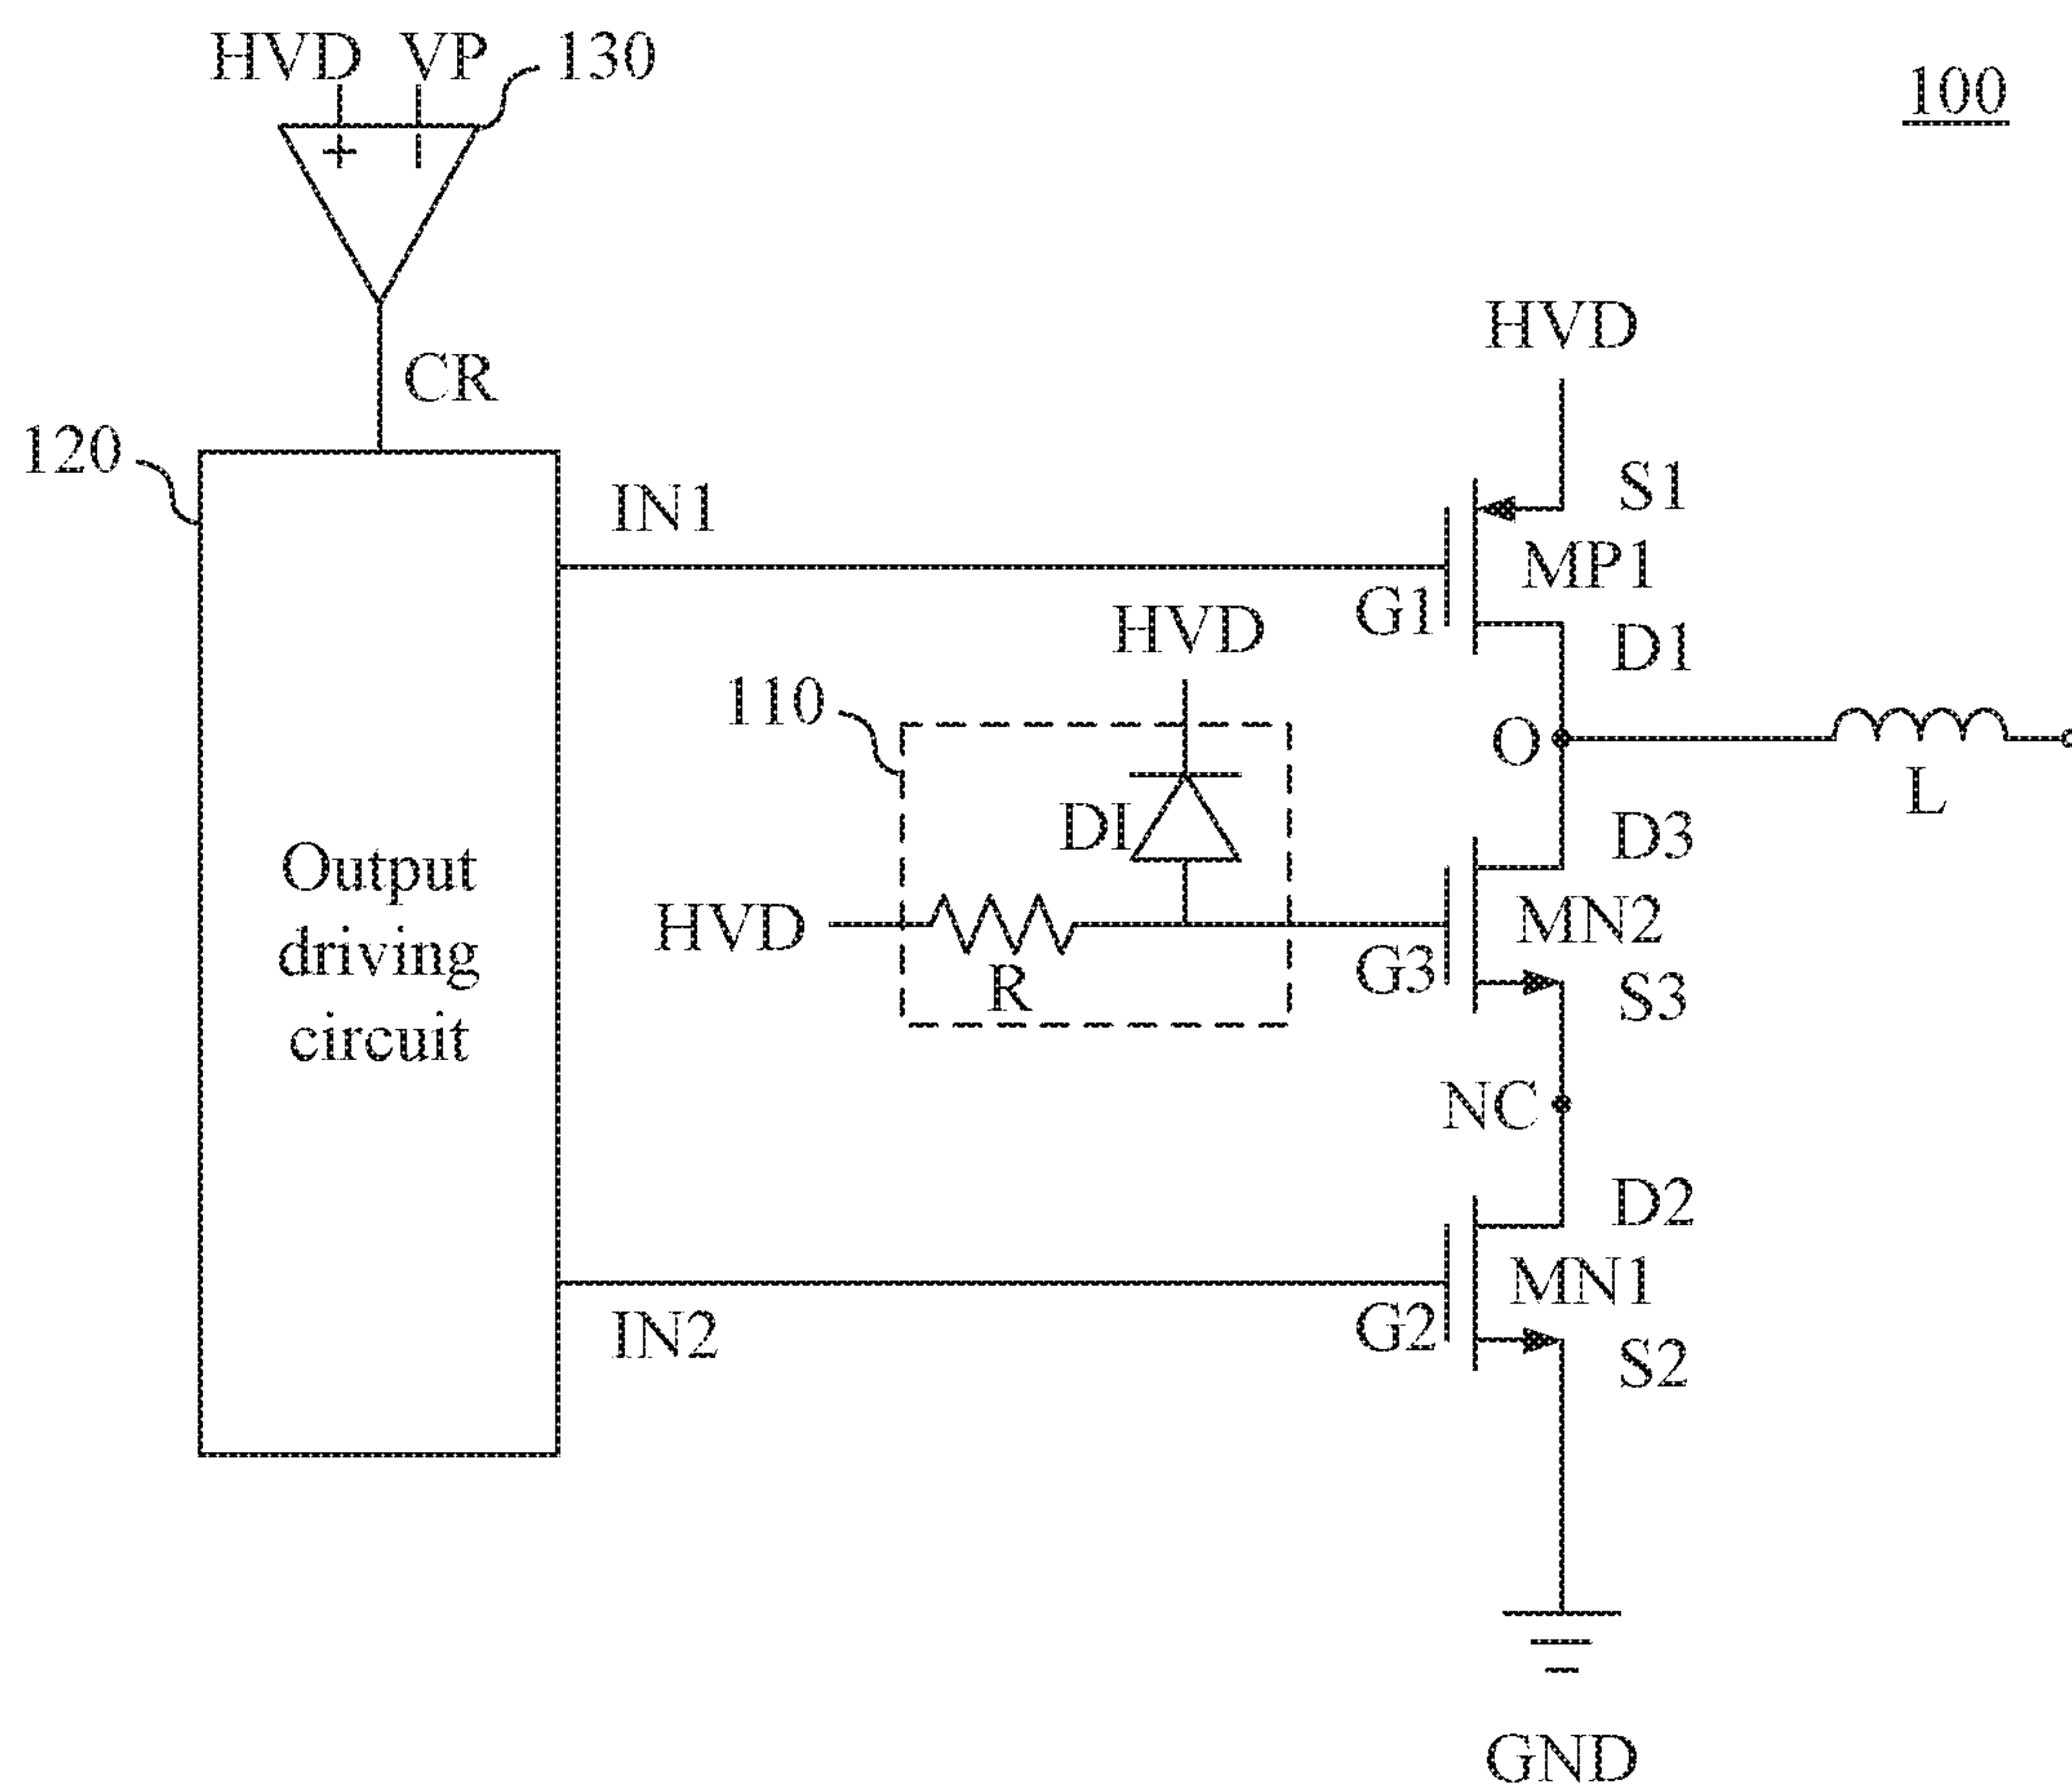 HVD VP 130
100
+ −
CR
HVD
120
IN1
S1
MP1
G1
HVD
D1
110
O
L
DI
D3
HVD
MN2
R
G3
S3
Output
driving
circuit
NC
D2
MN1
IN2
G2
S2
GND